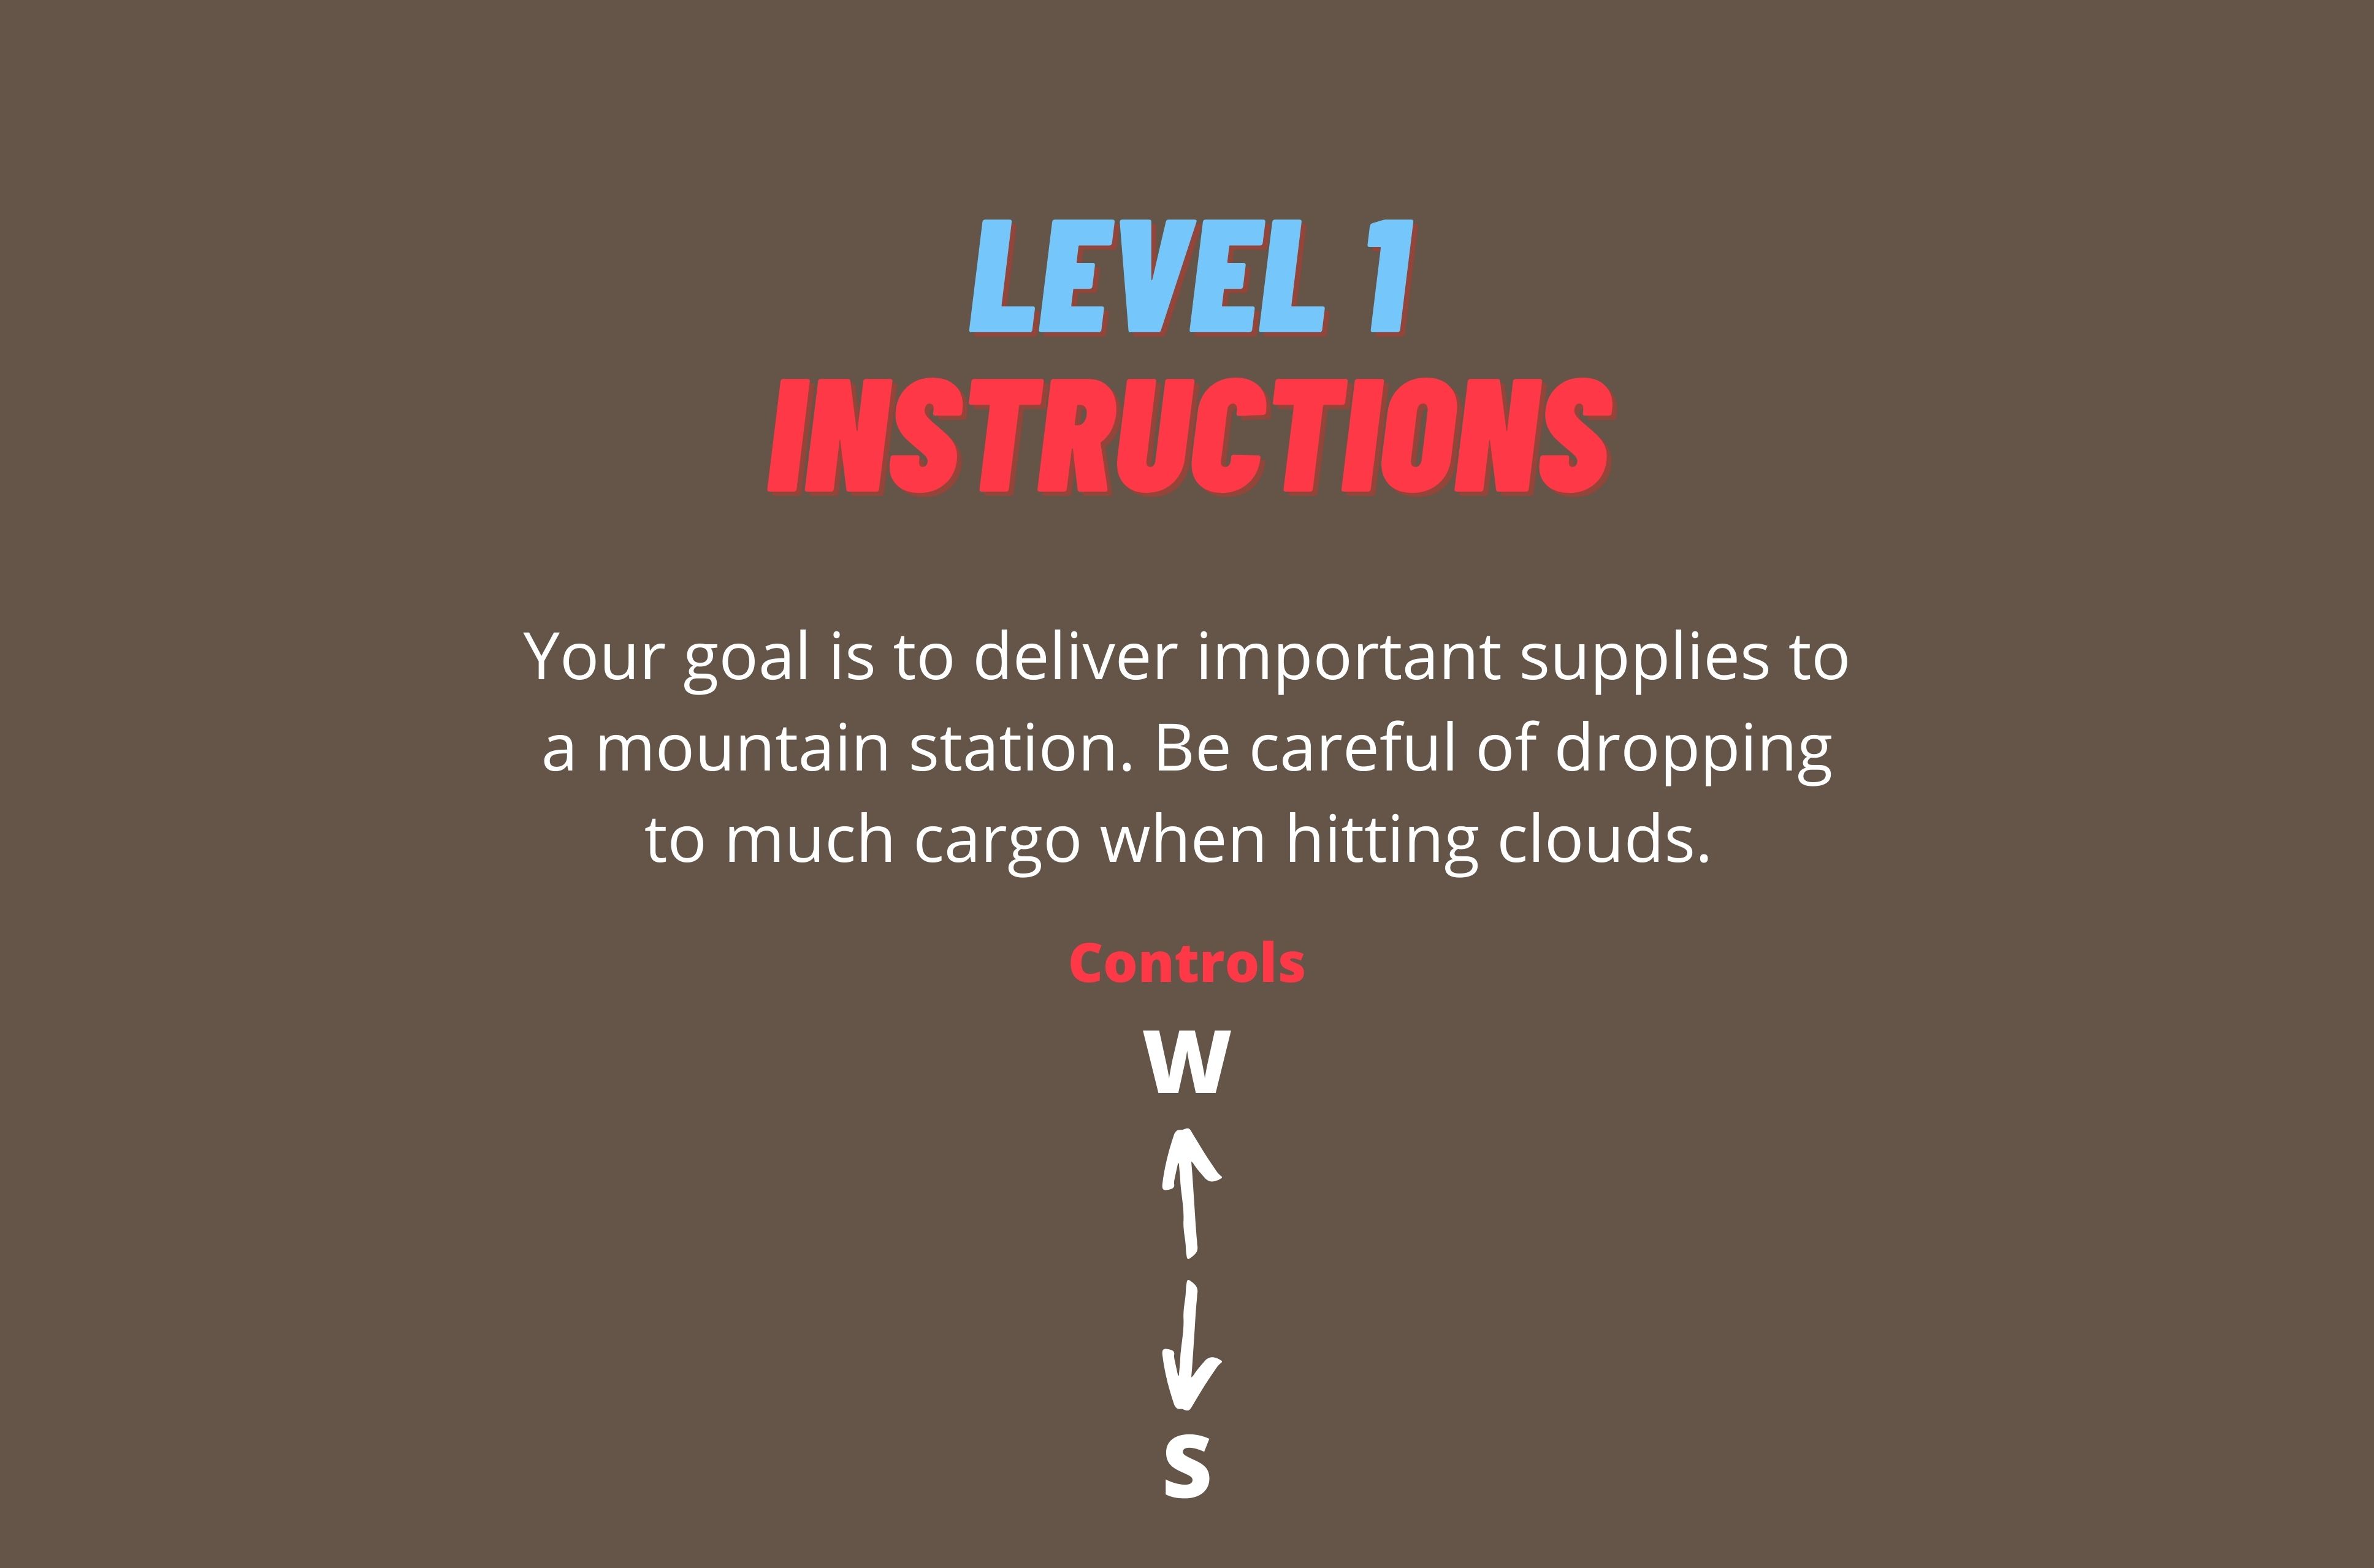 LEVEL 1
INSTRUCTIONS
Your goal is to deliver important supplies to
a mountain station. Be careful of dropping
to much cargo when hitting clouds.
Controls
W
S